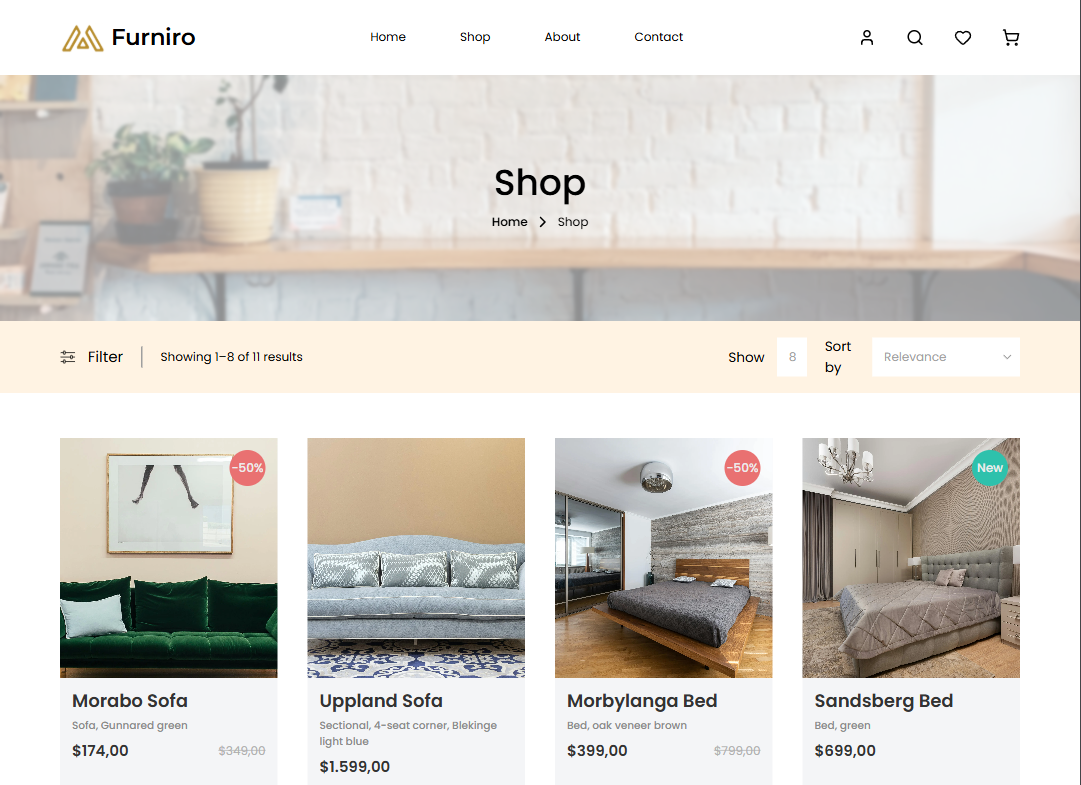 Furniro
Home
Shop
About
Contact
Shop
Home
Shop
Filter
Showing 1–8 of 11 results
Show
8
Sort
by
Relevance
-50%
-50%
New
Morabo Sofa
Sofa, Gunnared green
$174,00
$349,00
Uppland Sofa
Sectional, 4-seat corner, Blekinge
light blue
$1.599,00
Morbylanga Bed
Bed, oak veneer brown
$399,00
$799,00
Sandsberg Bed
Bed, green
$699,00